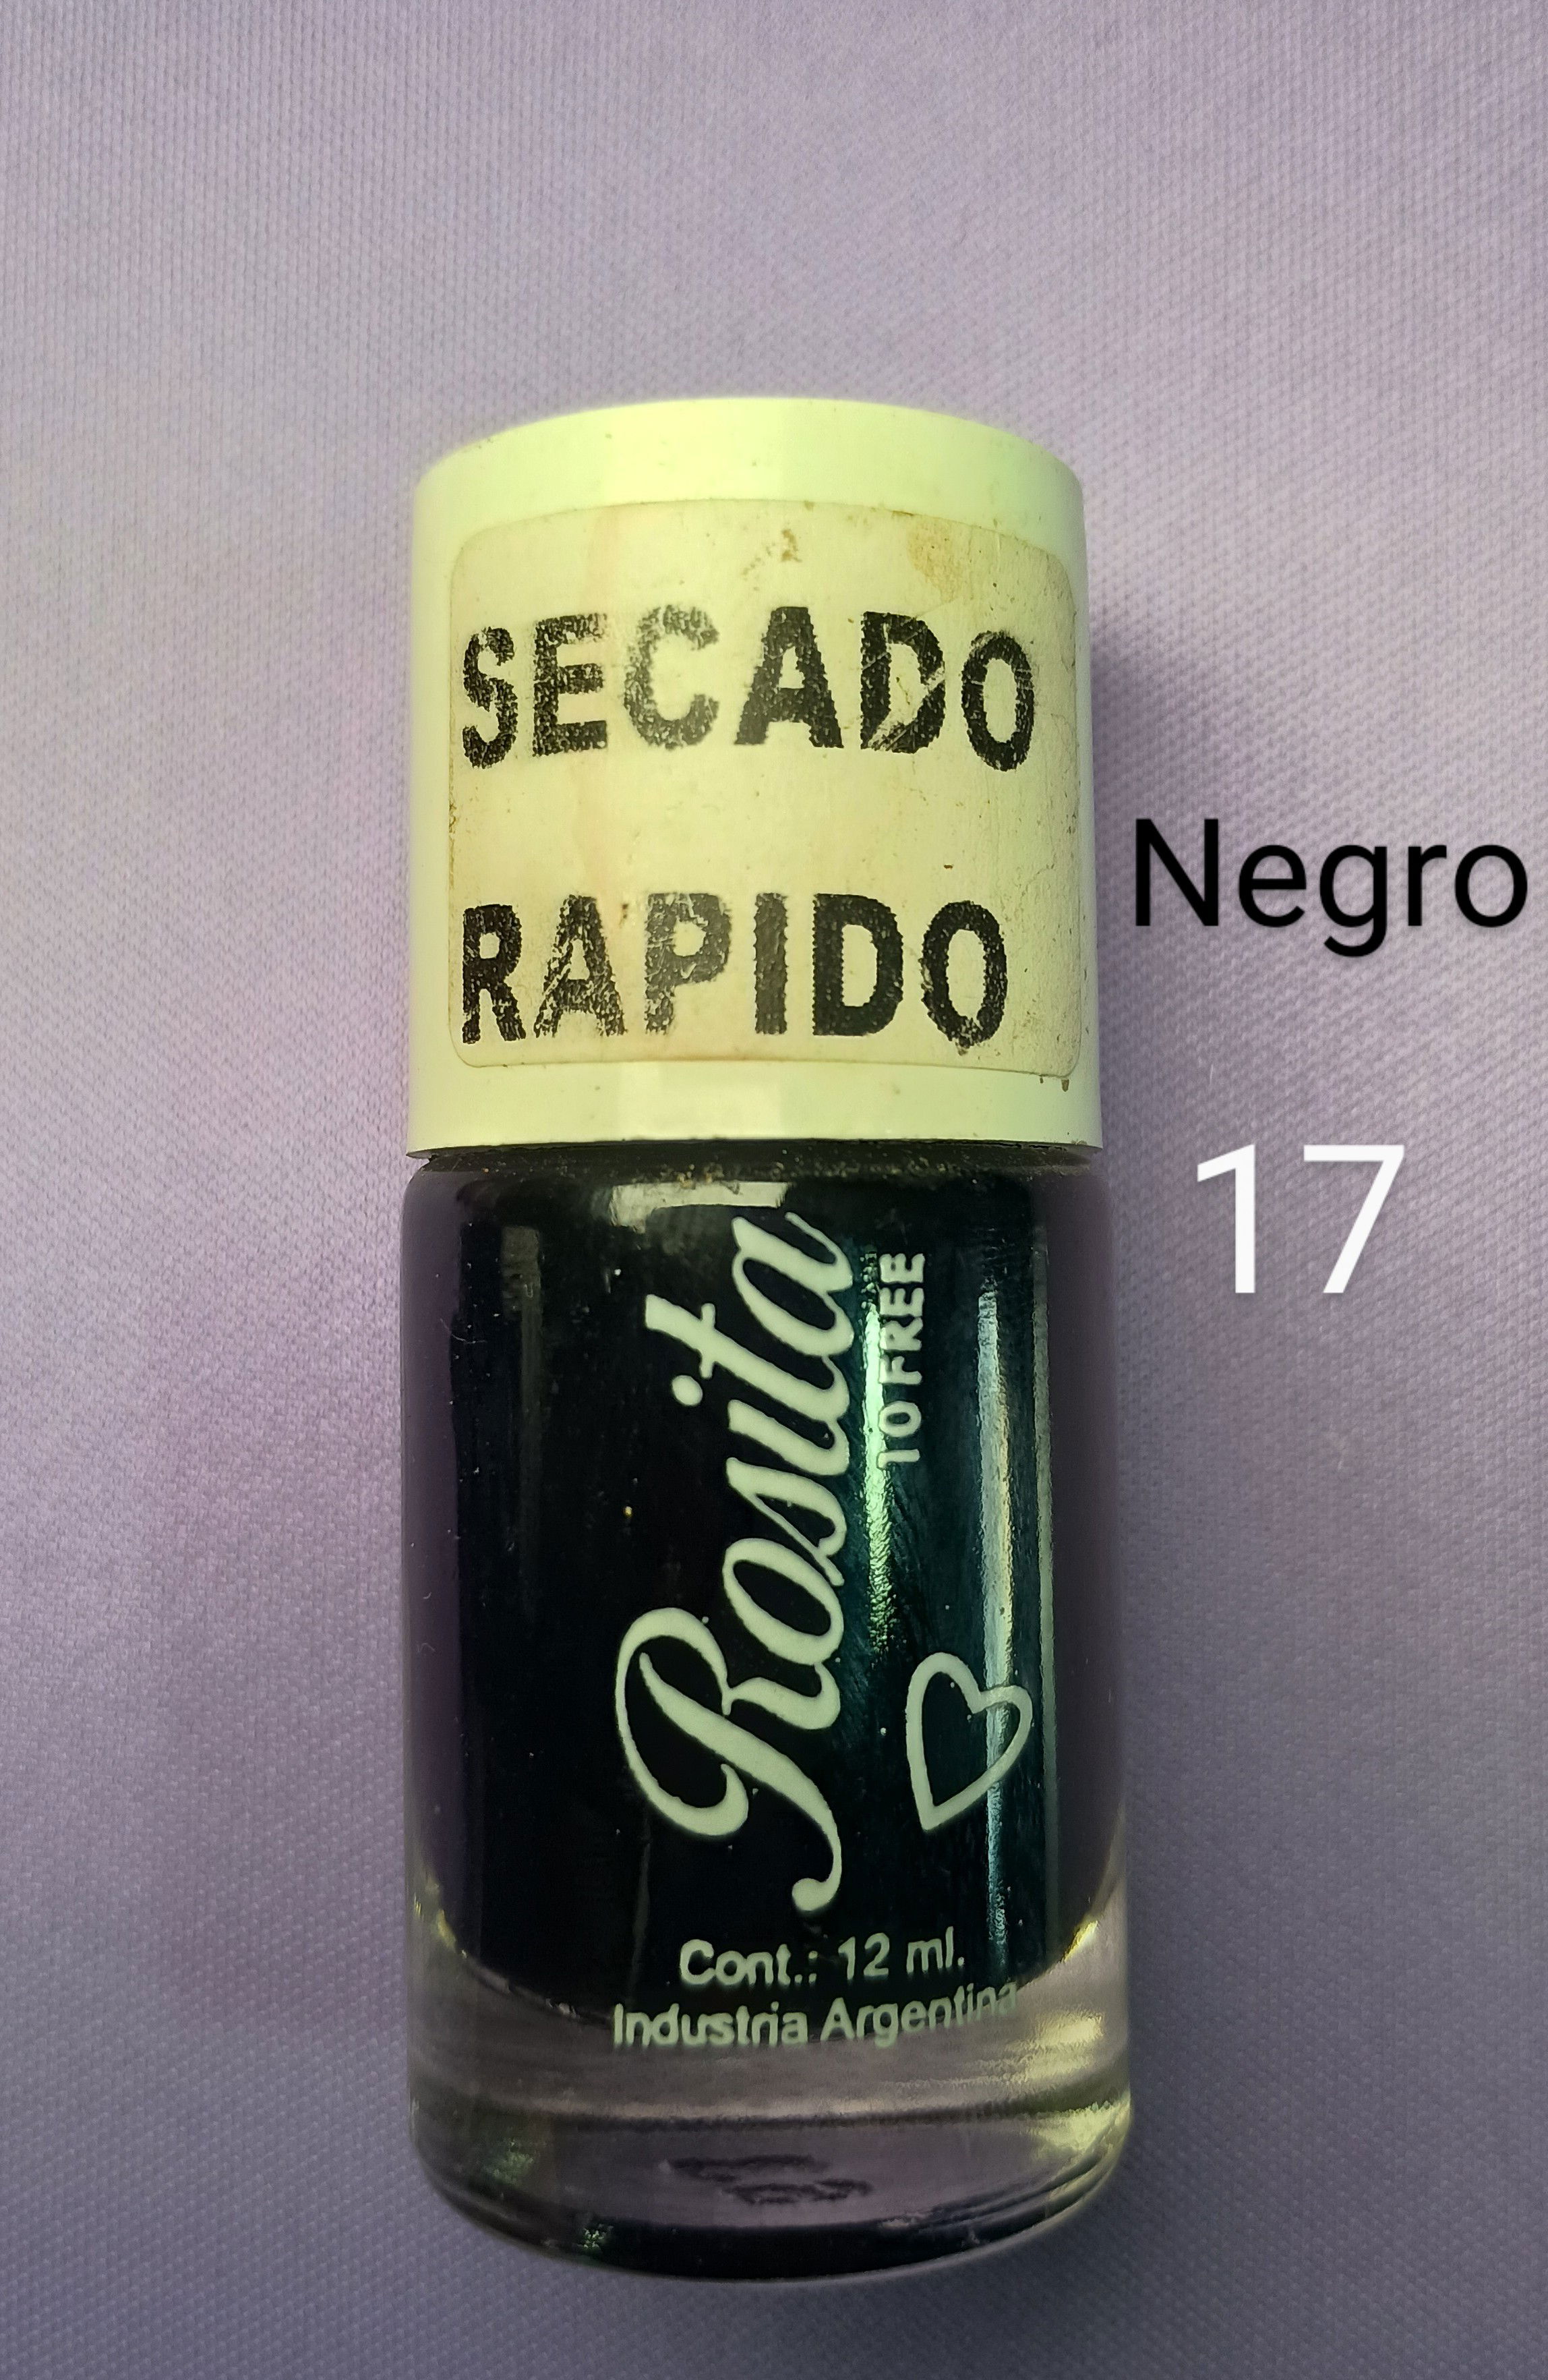 SECADO
RAPIDO
Negro
17
Rosita
10 FREE
Cont.: 12 ml.
Industria Argentina